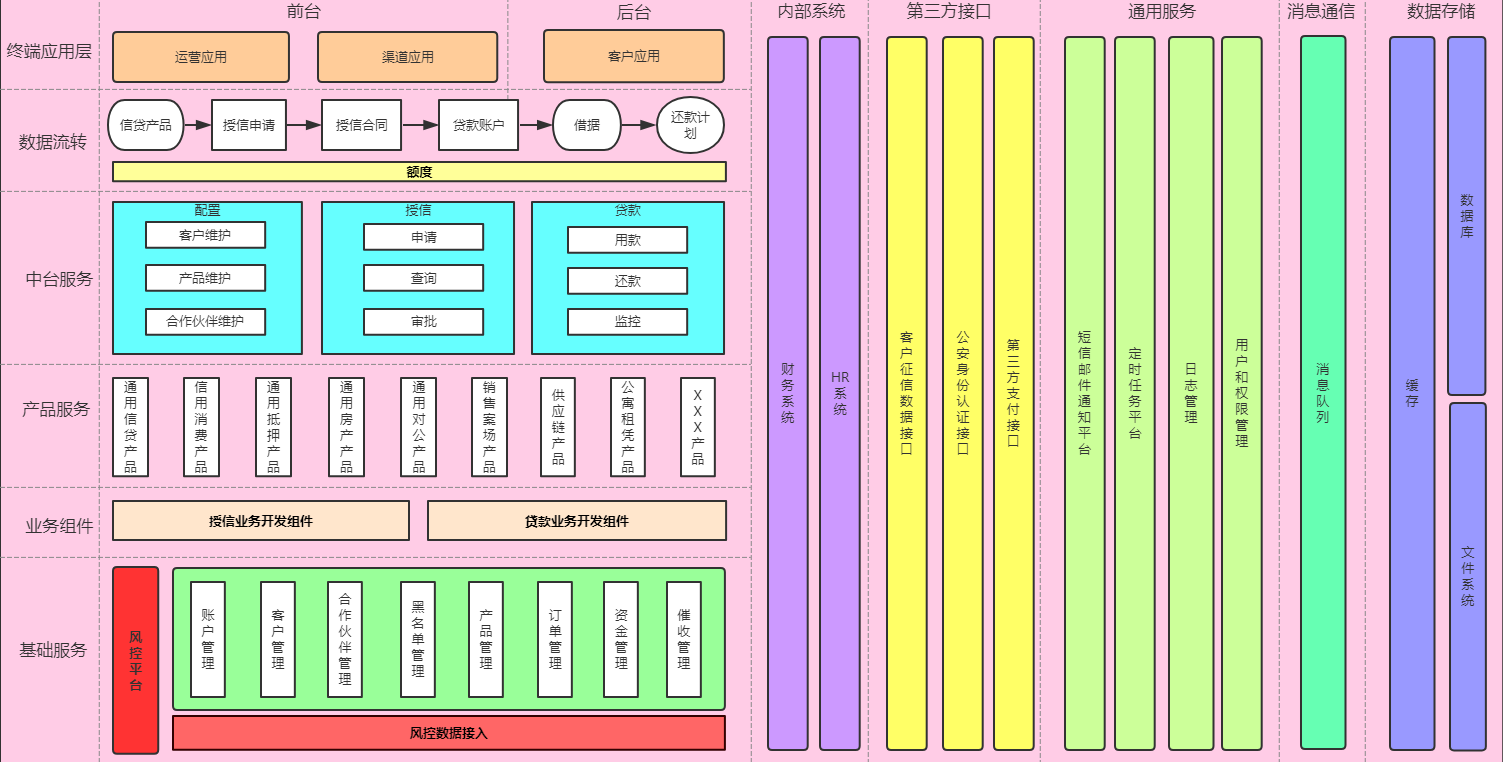 前台
后台
内部系统
第三方接口
通用服务
消息通信
数据存储
终端应用层
运营应用
渠道应用
客户应用
数据流转
信贷产品
授信申请
授信合同
贷款账户
借据
还款计
划
额度
中台服务
配置
客户维护
产品维护
合作伙伴维护
授信
申请
查询
审批
贷款
用款
还款
监控
产品服务
通用信贷产品
信用消费产品
通用抵押产品
通用房产产品
通用对公产品
销售案场产品
供应链产品
公寓租凭产品
XXX产品
业务组件
授信业务开发组件
贷款业务开发组件
基础服务
风控平台
账户管理
客户管理
合作伙伴管理
黑名单管理
产品管理
订单管理
资金管理
催收管理
风控数据接入
财务系统
HR
系统
客户征信数据接口
公安身份认证接口
第三方支付接口
短信邮件通知平台
定时任务平台
日志管理
用户和权限管理
消息队列
缓存
数据库
文件系统